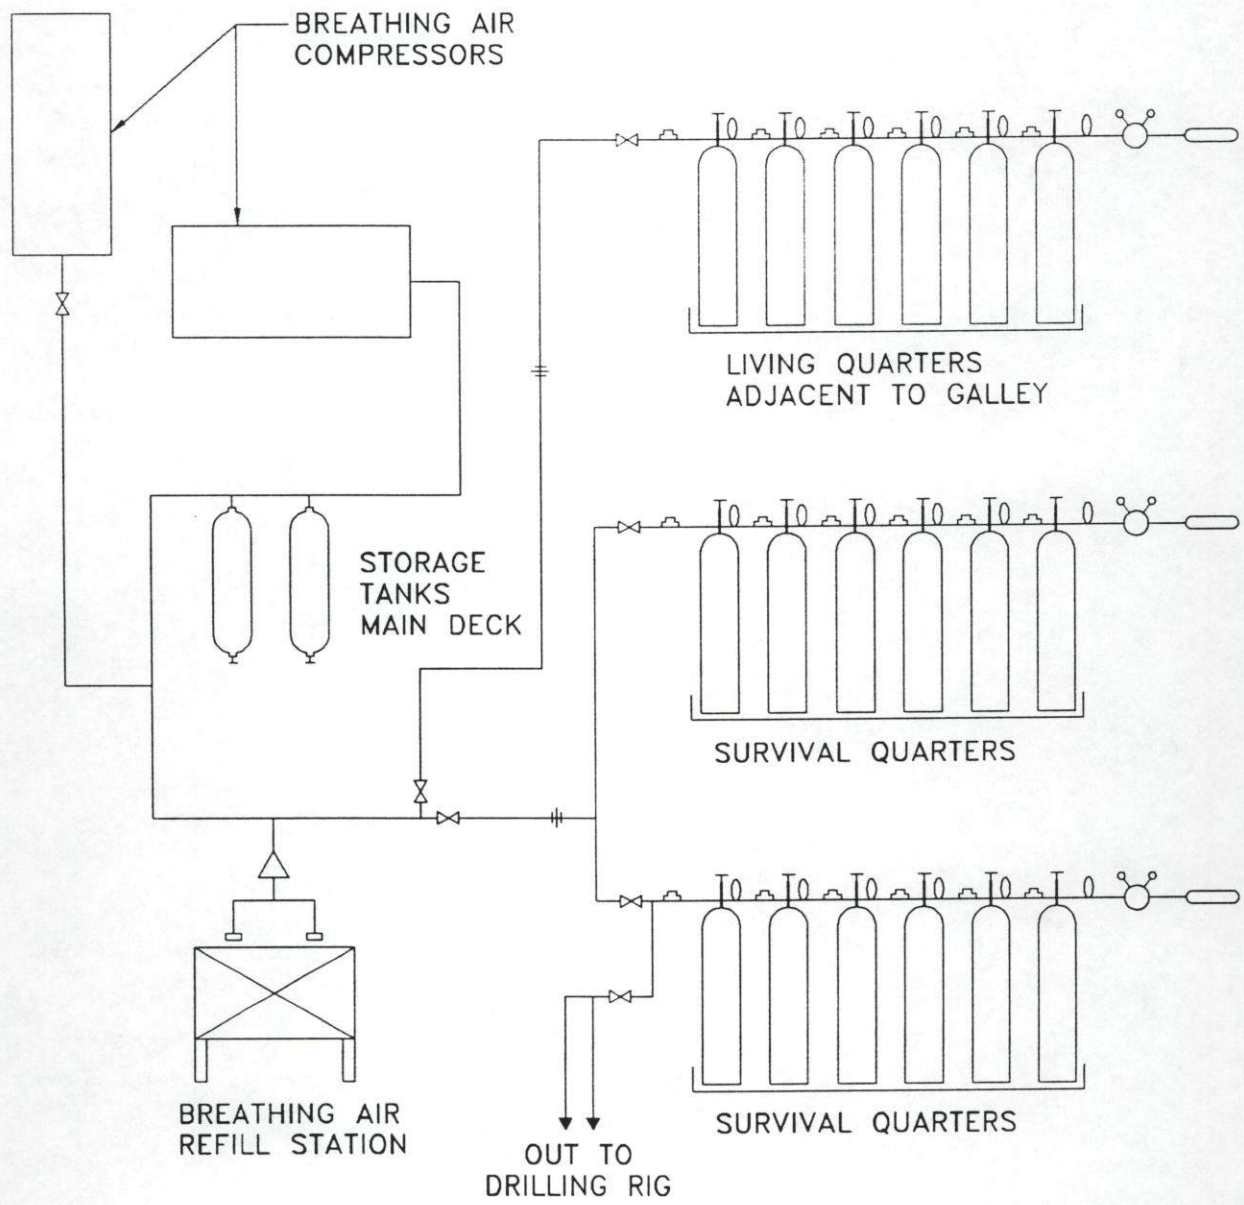 BREATHING AIR
COMPRESSORS
LIVING QUARTERS
ADJACENT TO GALLEY
STORAGE
TANKS
MAIN DECK
SURVIVAL QUARTERS
BREATHING AIR
REFILL STATION
OUT TO
DRILLING RIG
SURVIVAL QUARTERS